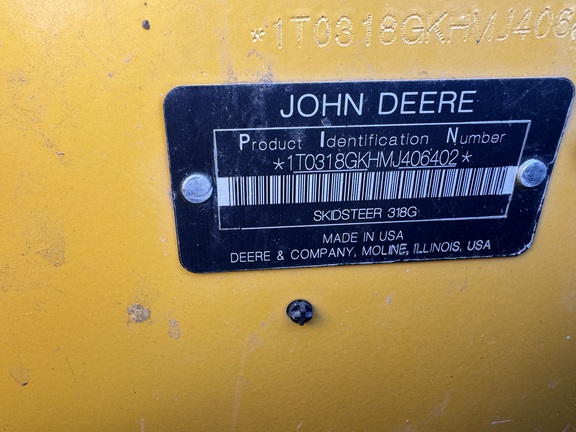 *1T0318GKHMJ406
JOHN DEERE
Product Identification Number
*1T0318GKHMJ406402*
SKIDSTEER 318G
MADE IN USA
DEERE & COMPANY, MOLINE, ILLINOIS, USA